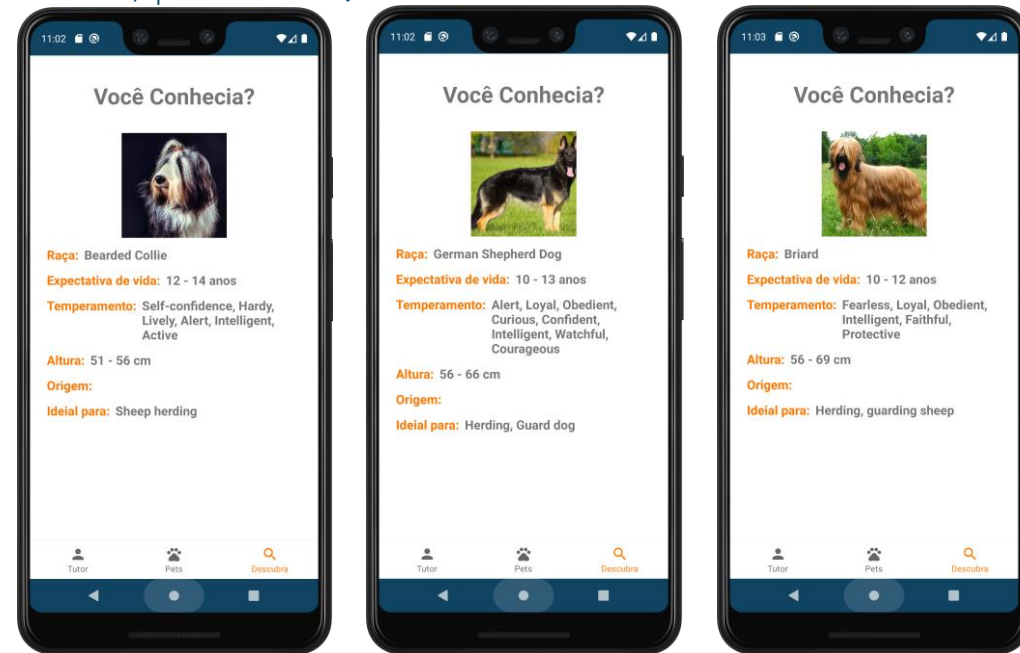 11:02
Você Conhecia?
Raça: Bearded Collie
Expectativa de vida: 12 - 14 anos
Temperamento: Self-confidence, Hardy,
Lively, Alert, Intelligent,
Active
Altura: 51 - 56 cm
Origem:
Ideial para: Sheep herding
Tutor
Pets
Descubra
11:02
Você Conhecia?
Raça: German Shepherd Dog
Expectativa de vida: 10 - 13 anos
Temperamento: Alert, Loyal, Obedient,
Curious, Confident,
Intelligent, Watchful,
Courageous
Altura: 56 - 66 cm
Origem:
Ideial para: Herding, Guard dog
Tutor
Pets
Descubra
11:03
Você Conhecia?
Raça: Briard
Expectativa de vida: 10 - 12 anos
Temperamento: Fearless, Loyal, Obedient,
Intelligent, Faithful,
Protective
Altura: 56 - 69 cm
Origem:
Ideial para: Herding, guarding sheep
Tutor
Pets
Descubra